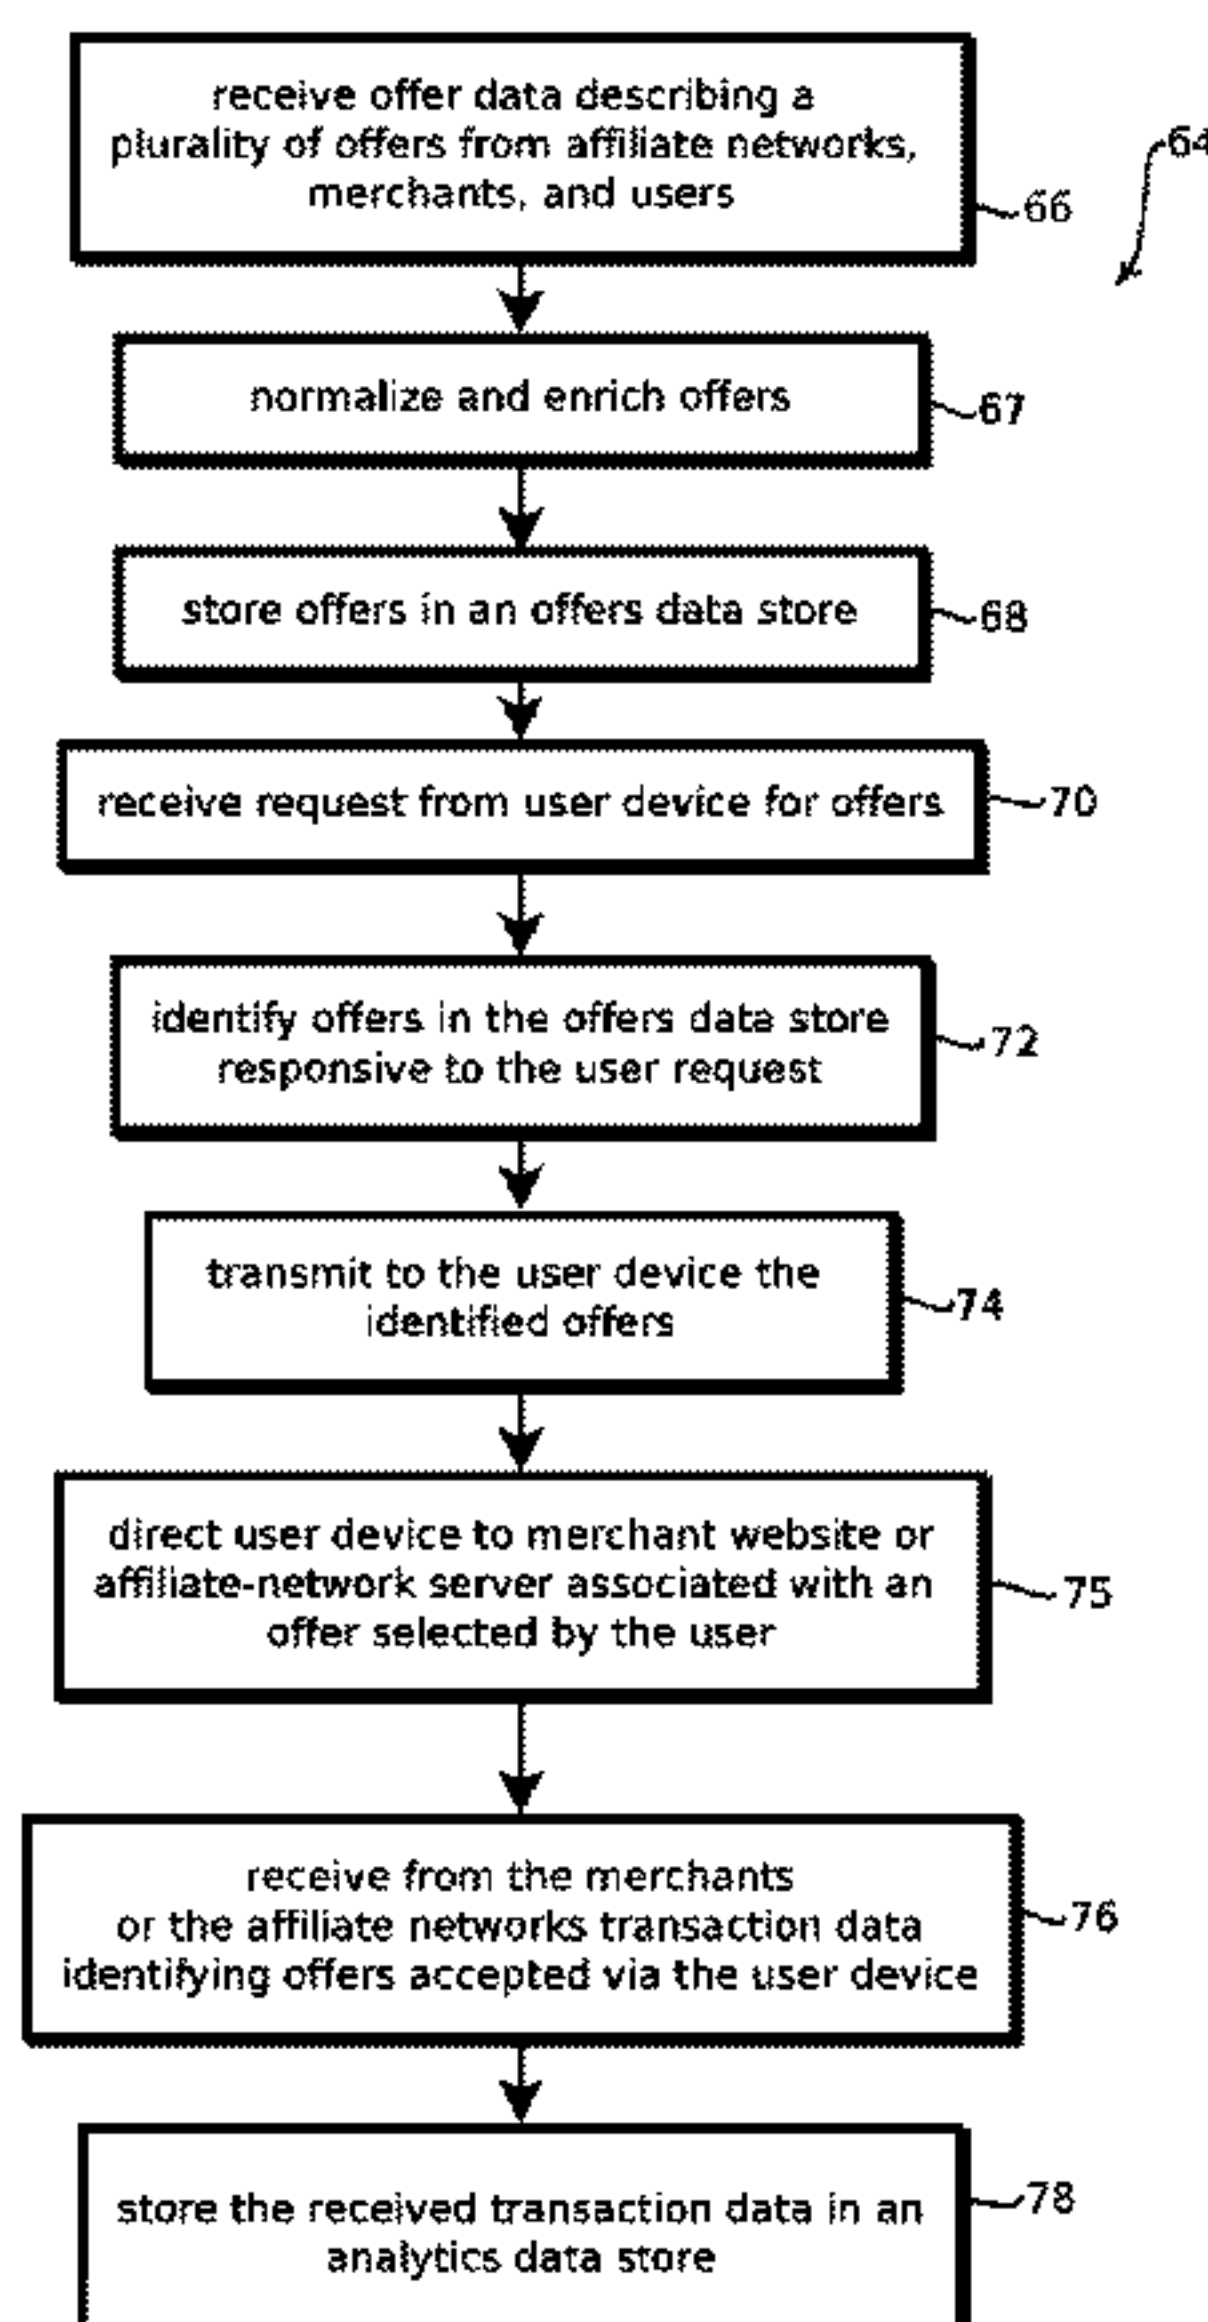 receive offer data describing a
plurality of offers from affiliate networks,
merchants, and users
66
64
normalize and enrich offers
67
store offers in an offers data store
68
receive request from user device for offers
70
identify offers in the offers data store
responsive to the user request
72
transmit to the user device the
identified offers
74
direct user device to merchant website or
affiliate-network server associated with an
offer selected by the user
75
receive from the merchants
or the affiliate networks transaction data
identifying offers accepted via the user device
76
store the received transaction data in an
analytics data store
78